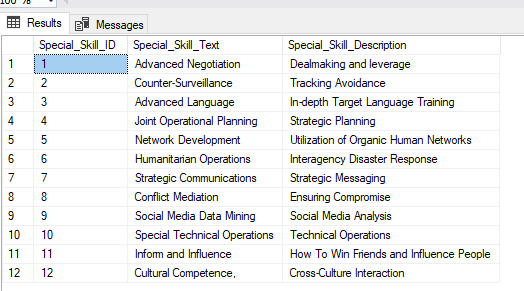 100 %
Results Messages
Special_Skill_ID Special_Skill_Text Special_Skill_Description
1 1 Advanced Negotiation Dealmaking and leverage
2 2 Counter-Surveillance Tracking Avoidance
3 3 Advanced Language In-depth Target Language Training
4 4 Joint Operational Planning Strategic Planning
5 5 Network Development Utilization of Organic Human Networks
6 6 Humanitarian Operations Interagency Disaster Response
7 7 Strategic Communications Strategic Messaging
8 8 Conflict Mediation Ensuring Compromise
9 9 Social Media Data Mining Social Media Analysis
10 10 Special Technical Operations Technical Operations
11 11 Inform and Influence How To Win Friends and Influence People
12 12 Cultural Competence, Cross-Culture Interaction